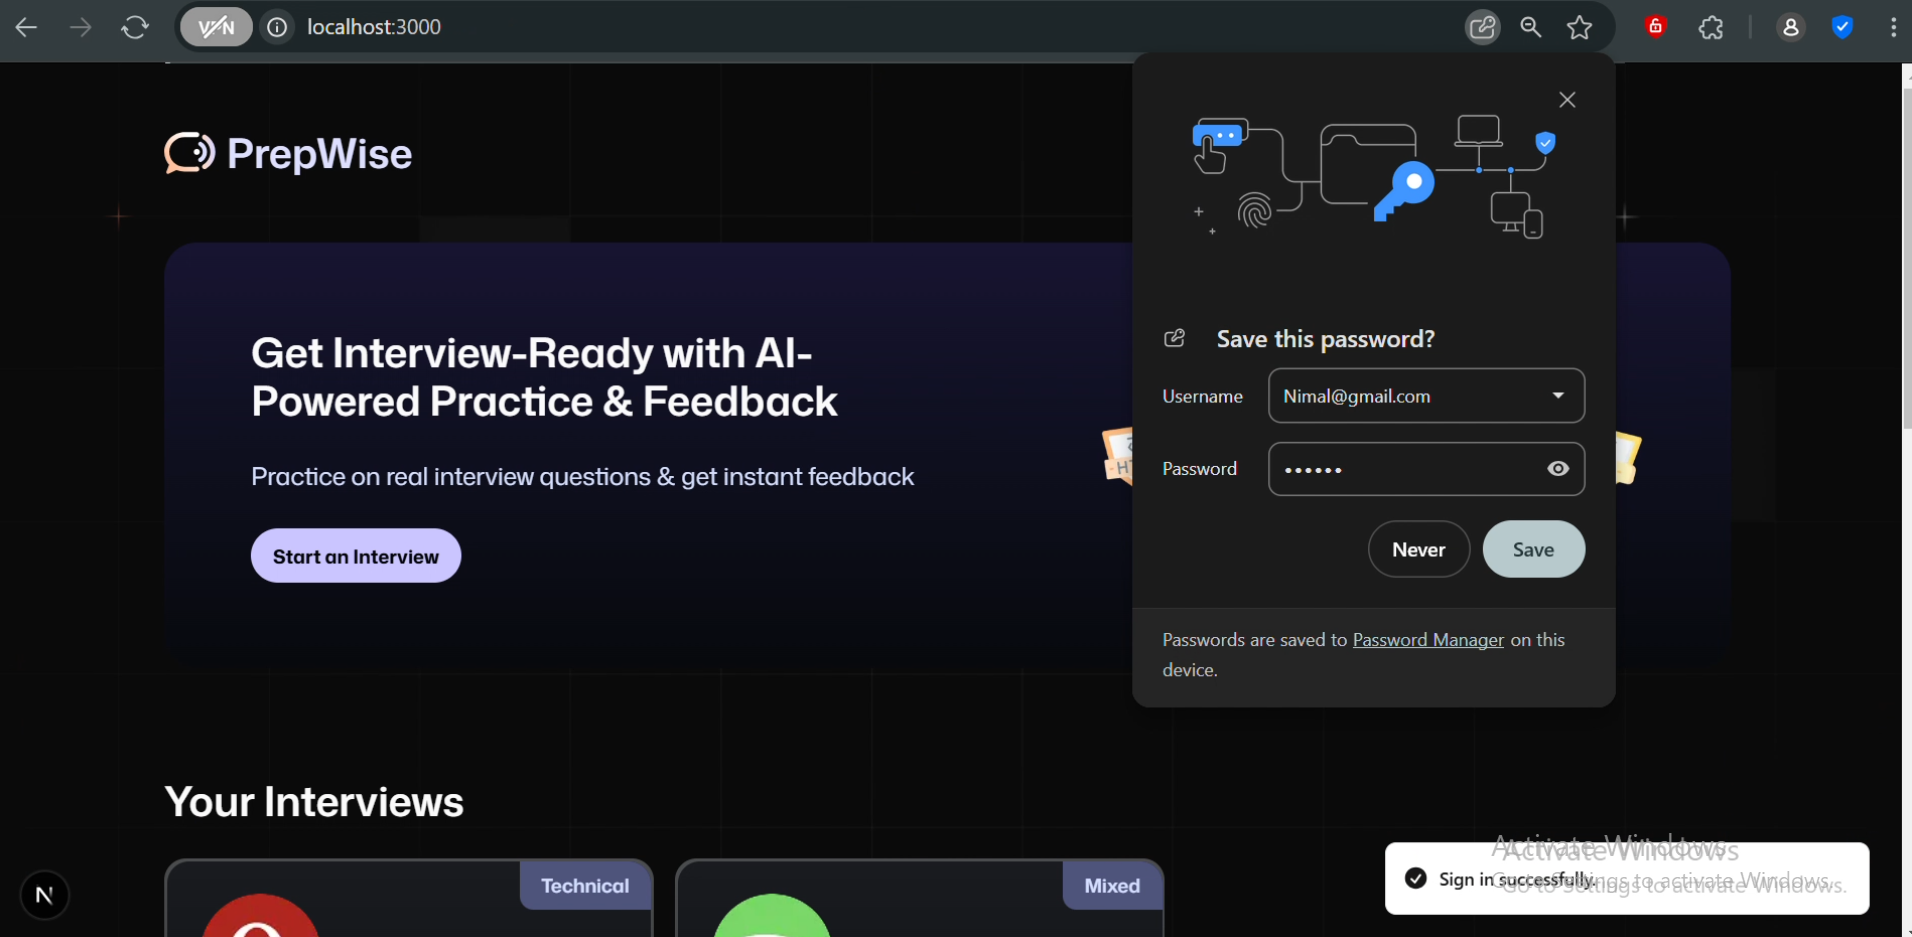 VPN
localhost:3000
PrepWise
Get Interview-Ready with AI-
Powered Practice & Feedback
Practice on real interview questions & get instant feedback
Start an Interview
Save this password?
Username
Nimal@gmail.com
Password
Never
Save
Passwords are saved to Password Manager on this
device.
Your Interviews
Technical
Mixed
N
Activate Windows
Sign in successfully.
Go to Settings to activate Windows.